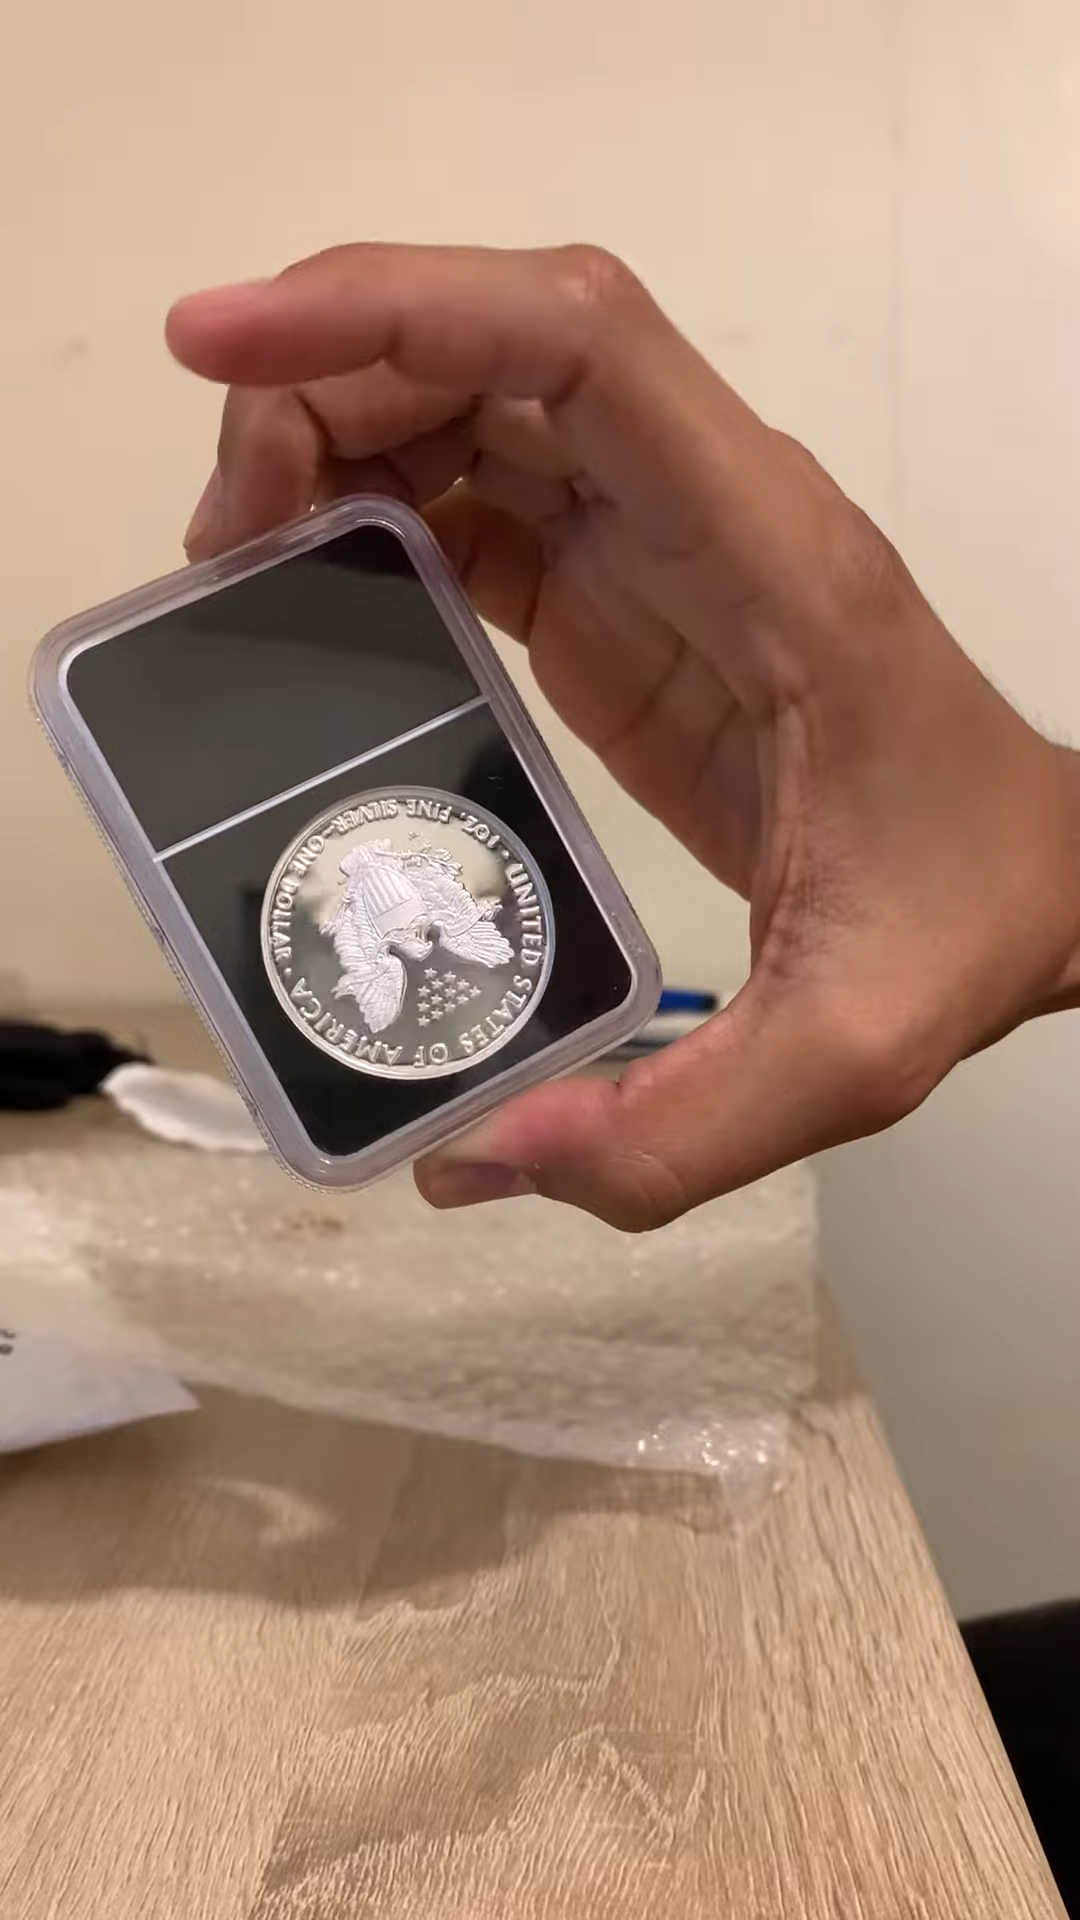 UNITED STATES OF AMERICA
• 1 OZ. FINE SILVER~ONE DOLLAR •